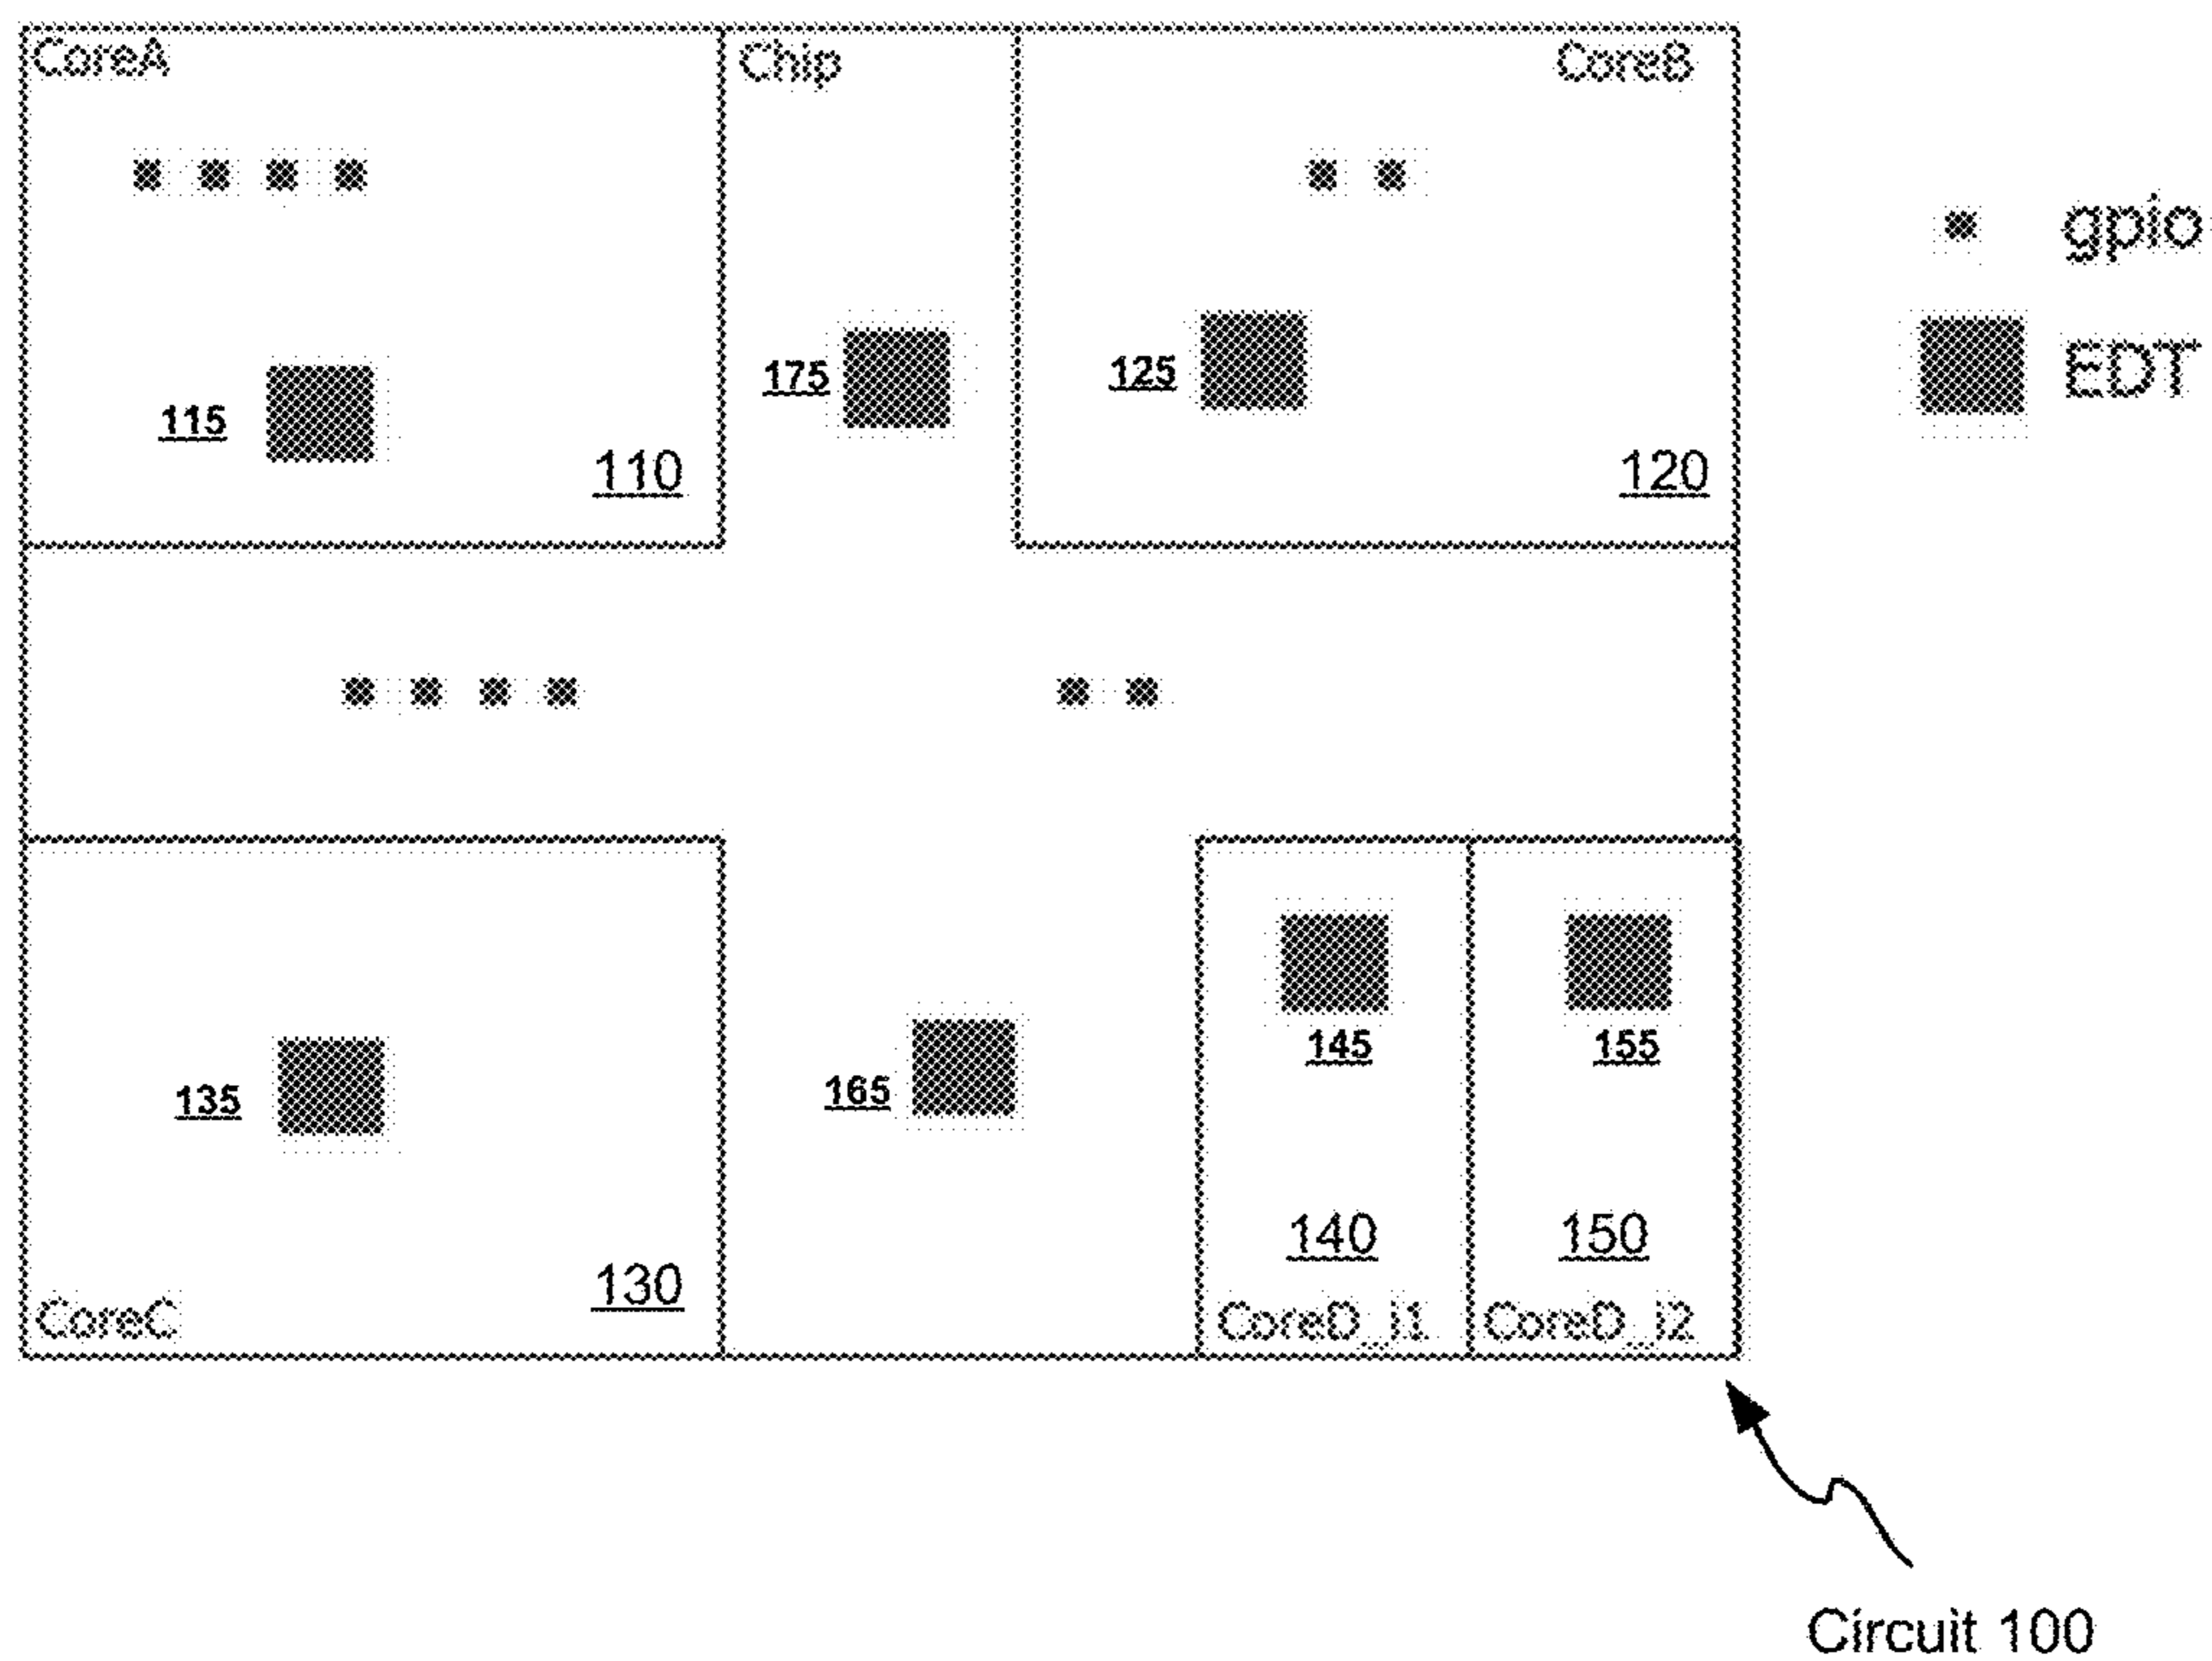 CoreA
Chip
CoreB
gpio
EDT
115
175
125
110
120
135
165
145
155
140
150
130
CoreC
CoreD_i1
CoreD_i2
Circuit 100